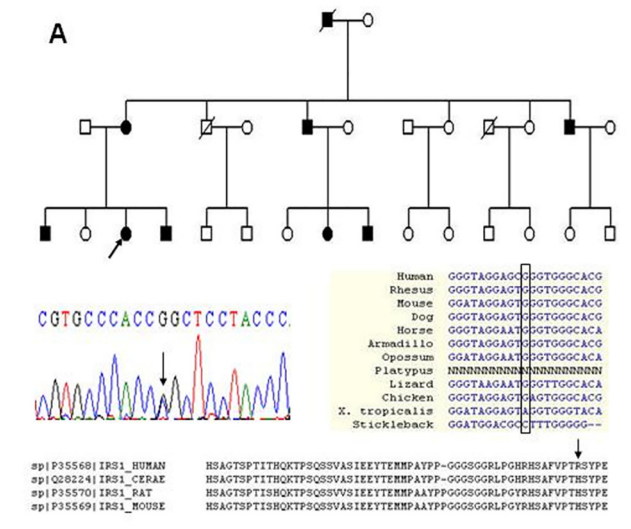 A
CGTGCCCACCGGCTCCTACCC.
Human GGGTAGGAGCGGGTGGGCACG
Rhesus GGGTAGGAGTGGGTGGGCACG
Mouse GGATAGGAGTGGGTGGGCACG
Dog GGGTAGGAGTGGGTGGGCACG
Horse GGGTAGGAATGGGTGGGCACA
Armadillo GGGTAGGAGTGGGTGGGCACG
Opossum GGATAGGAATGGGTGGGCACA
Platypus NNNNNNNNNNNNNNNNNNNNN
Lizard GGGTAAGAATGGGTTGGCACA
Chicken GGGTAGGAGTGAGTGGGCACA
X. tropicalis GGATAGGAGTAGGTGGGTACA
Stickleback GGATGGACGCCTTTGGGGG--
sp|P35568|IRS1_HUMAN HSAGTSPTITHQKTPSQSSVASIEEYTEMMPAYPP-GGGSGGRLPGHRHSAFVPTRSYPE
sp|Q28224|IRS1_CERAE HSAGTSPTITHQKTPSQSSVASIEEYTEMMPAYPP-GGGSGGRLPGHRHSAFVPTHSYPE
sp|P35570|IRS1_RAT HSAGTSPTISHQKTPSQSSVVSIEEYTEMMPAAYPPGGGSGGRLPGYRHSAFVPTHSYPE
sp|P35569|IRS1_MOUSE HSAGTSPTISHQKTPSQSSVASIEEYTEMMPAAYPPGGGSGGRLPGYRHSAFVPTHSYPE